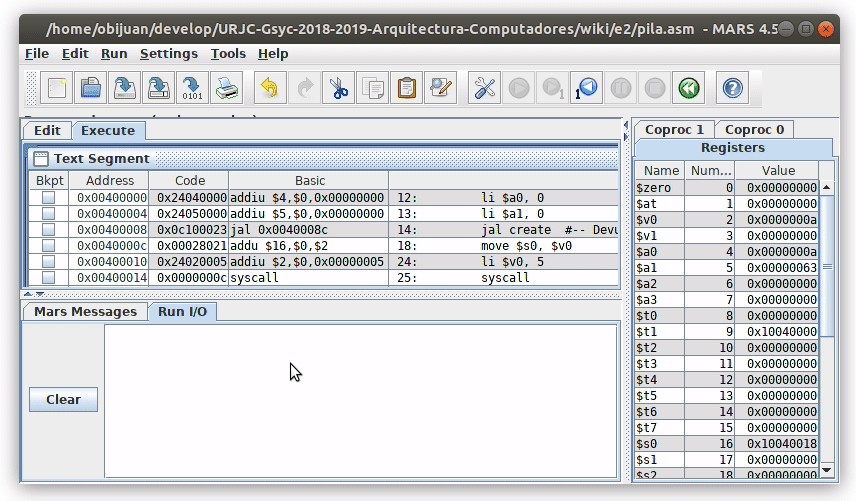 /home/obijuan/develop/URJC-Gsyc-2018-2019-Arquitectura-Computadores/wiki/e2/pila.asm - MARS 4.5
File Edit Run Settings Tools Help
Edit Execute
Text Segment
Bkpt Address Code Basic
0x00400000 0x24040000 addiu $4,$0,0x00000000 12: li $a0, 0
0x00400004 0x24050000 addiu $5,$0,0x00000000 13: li $a1, 0
0x00400008 0x0c100023 jal 0x0040008c 14: jal create #-- Devu
0x0040000c 0x00028021 addu $16,$0,$2 18: move $s0, $v0
0x00400010 0x24020005 addiu $2,$0,0x00000005 24: li $v0, 5
0x00400014 0x0000000c syscall 25: syscall
Mars Messages Run I/O
Clear
Coproc 1 Coproc 0
Registers
Name Num... Value
$zero 0 0x00000000
$at 1 0x00000000
$v0 2 0x0000000a
$v1 3 0x00000000
$a0 4 0x0000000a
$a1 5 0x00000063
$a2 6 0x00000000
$a3 7 0x00000000
$t0 8 0x00000000
$t1 9 0x10040000
$t2 10 0x00000000
$t3 11 0x00000000
$t4 12 0x00000000
$t5 13 0x00000000
$t6 14 0x00000000
$t7 15 0x00000000
$s0 16 0x10040018
$s1 17 0x00000000
$s2 18 0x00000000